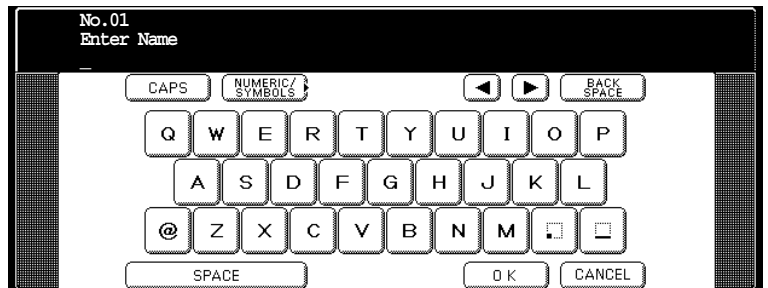 No.01
Enter Name
_
CAPS NUMERIC/ SYMBOLS ◀ ▶ BACK SPACE
Q W E R T Y U I O P
A S D F G H J K L
@ Z X C V B N M . _
SPACE OK CANCEL